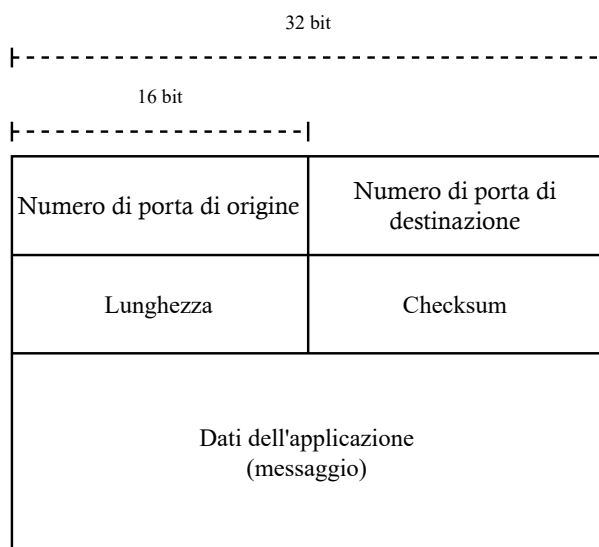 32 bit
16 bit
Numero di porta di origine
Numero di porta di
destinazione
Lunghezza
Checksum
Dati dell'applicazione
(messaggio)